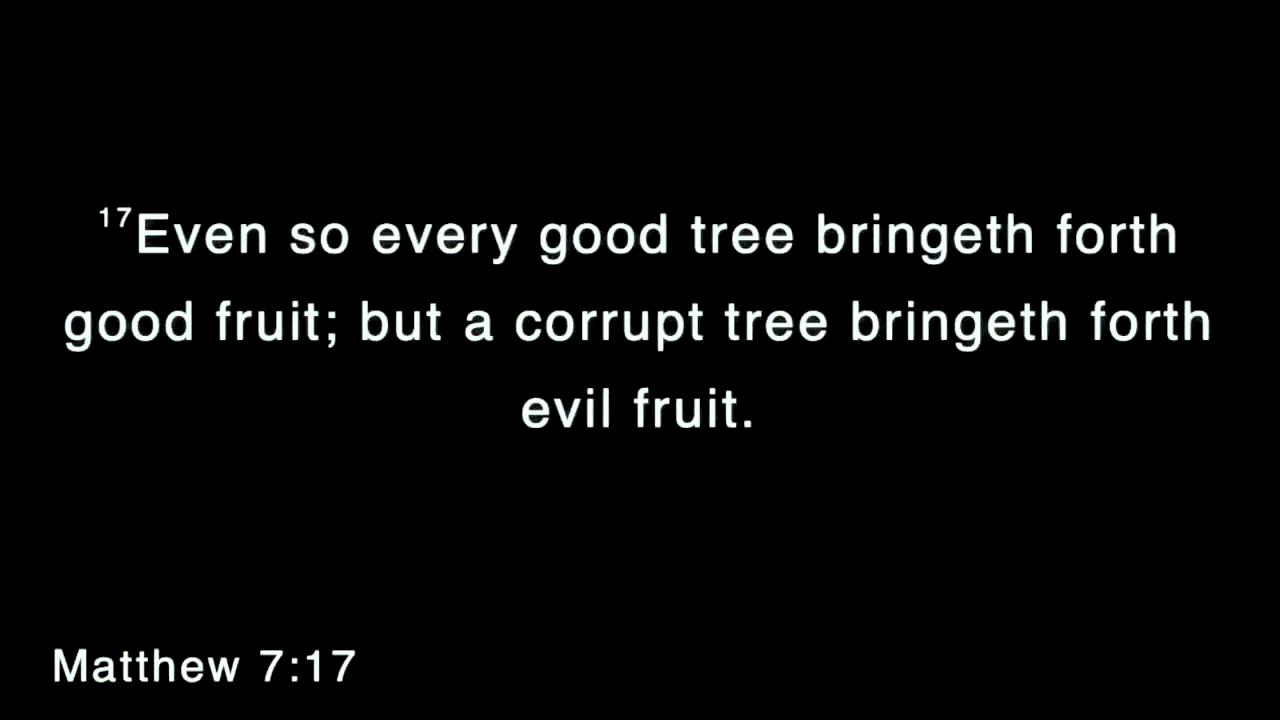 17Even so every good tree bringeth forth
good fruit; but a corrupt tree bringeth forth
evil fruit.
Matthew 7:17